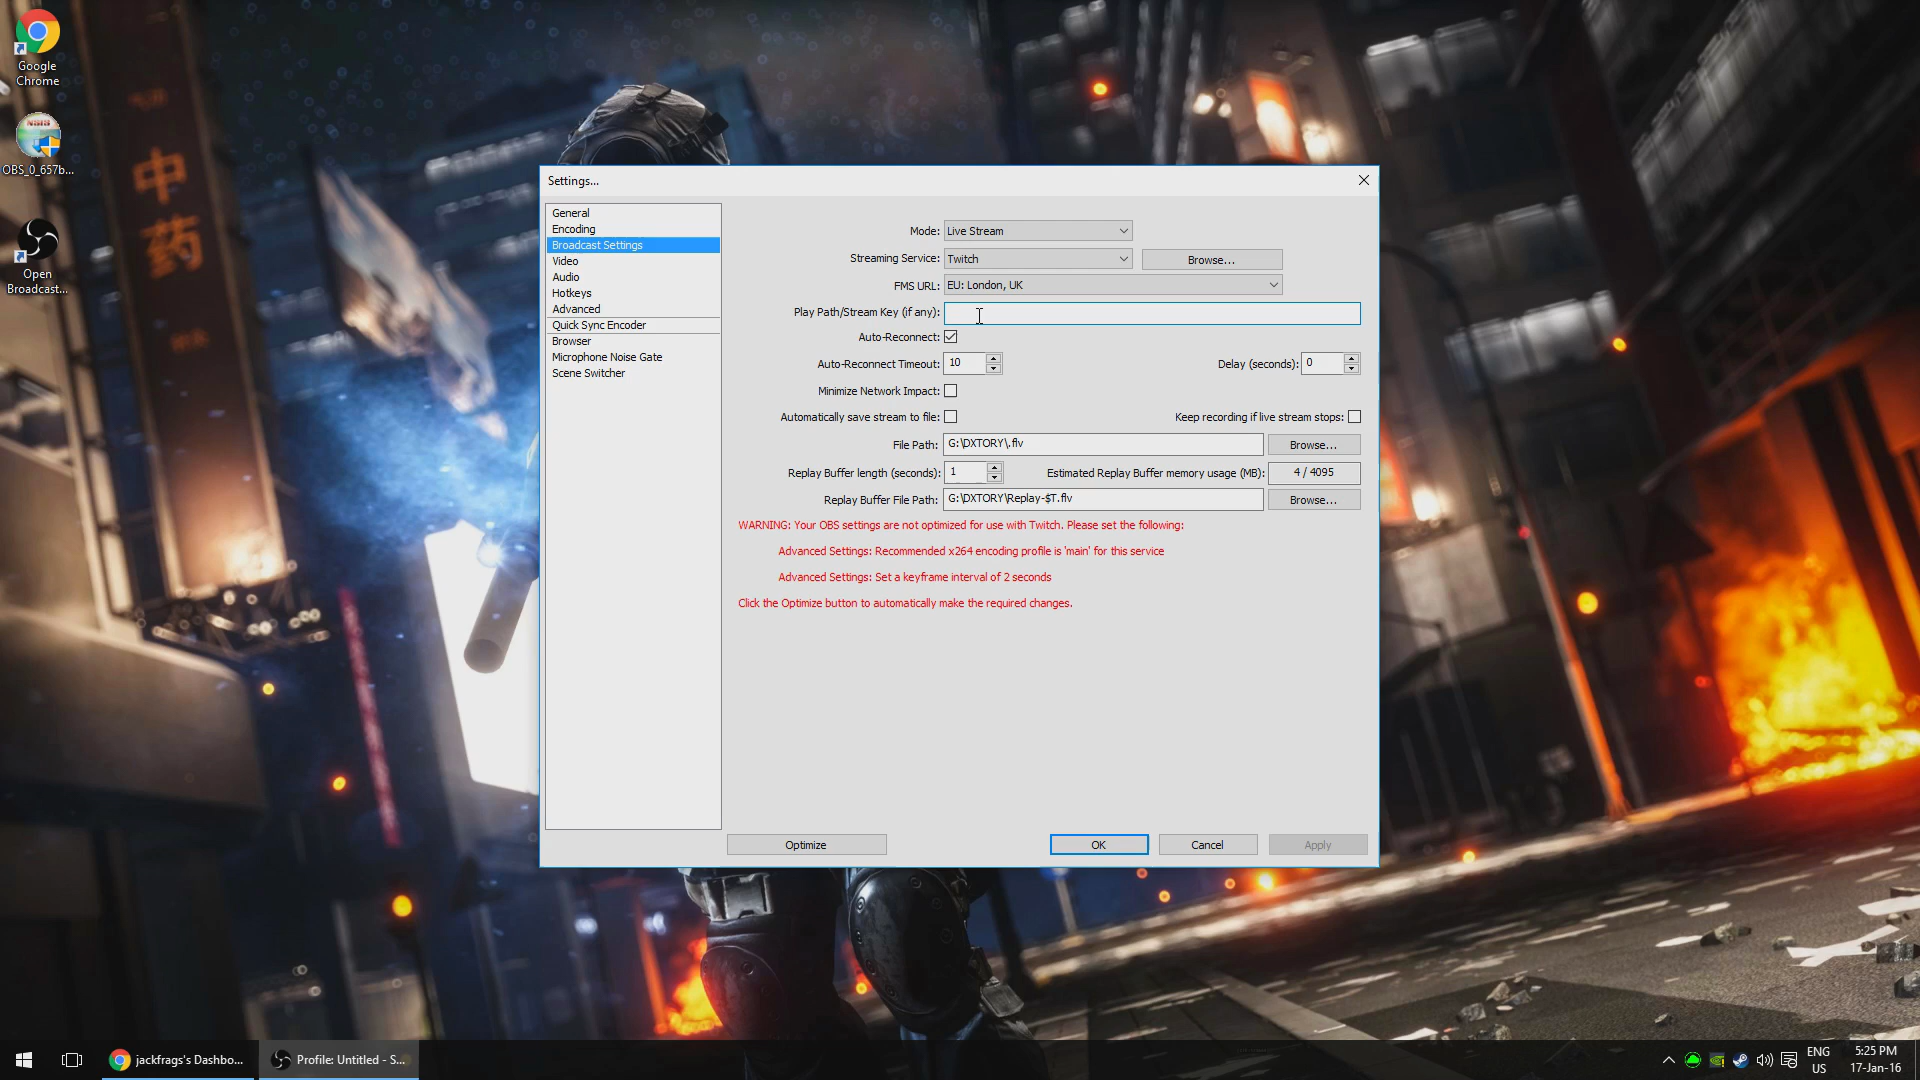 Google
Chrome
NSIS
OBS_0_657b...
Open
Broadcast...
中
药
Settings...
General
Encoding
Broadcast Settings
Video
Audio
Hotkeys
Advanced
Quick Sync Encoder
Browser
Microphone Noise Gate
Scene Switcher
Mode: Live Stream
Streaming Service: Twitch Browse...
FMS URL: EU: London, UK
Play Path/Stream Key (if any):
Auto-Reconnect:
Auto-Reconnect Timeout: 10 Delay (seconds): 0
Minimize Network Impact:
Automatically save stream to file: Keep recording if live stream stops:
File Path: G:\DXTORY\.flv Browse...
Replay Buffer length (seconds): 1 Estimated Replay Buffer memory usage (MB): 4 / 4095
Replay Buffer File Path: G:\DXTORY\Replay-$T.flv Browse...
WARNING: Your OBS settings are not optimized for use with Twitch. Please set the following:
Advanced Settings: Recommended x264 encoding profile is 'main' for this service
Advanced Settings: Set a keyframe interval of 2 seconds
Click the Optimize button to automatically make the required changes.
Optimize OK Cancel Apply
jackfrags's Dashbo...
Profile: Untitled - S...
ENG
US
5:25 PM
17-Jan-16